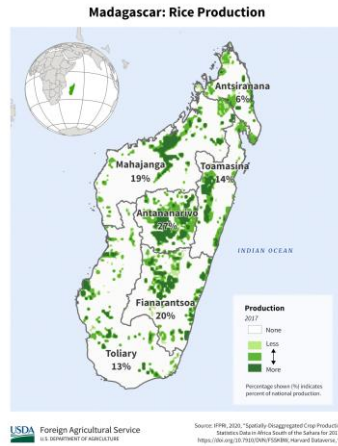 Madagascar: Rice Production
Antsiranana
6%
Mahajanga
19%
Toamasina
14%
Antananarivo
27%
INDIAN OCEAN
Fianarantsoa
20%
Toliary
13%
Production
2017
None
Less
More
Percentage shown (%) indicates
percent of national production.
USDA Foreign Agricultural Service
U.S. DEPARTMENT OF AGRICULTURE
Source: IFPRI, 2020, "Spatially-Disaggregated Crop Produc
Statistics Data in Africa South of the Sahara for 201
Harvard Dataverse,